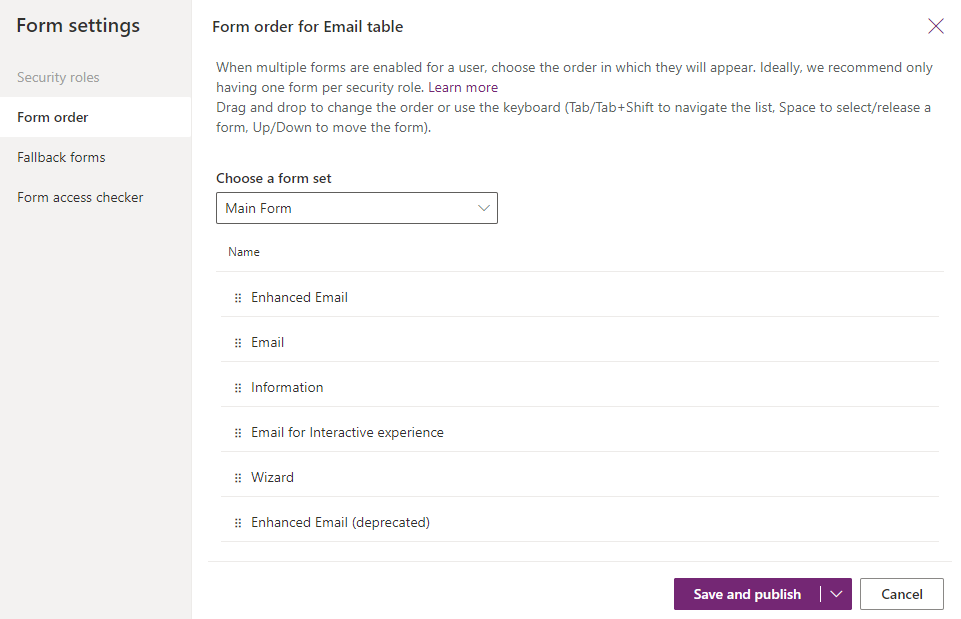 Form settings
Security roles
Form order
Fallback forms
Form access checker
Form order for Email table
When multiple forms are enabled for a user, choose the order in which they will appear. Ideally, we recommend only
having one form per security role. Learn more
Drag and drop to change the order or use the keyboard (Tab/Tab+Shift to navigate the list, Space to select/release a
form, Up/Down to move the form).
Choose a form set
Main Form
Name
Enhanced Email
Email
Information
Email for Interactive experience
Wizard
Enhanced Email (deprecated)
Save and publish
Cancel